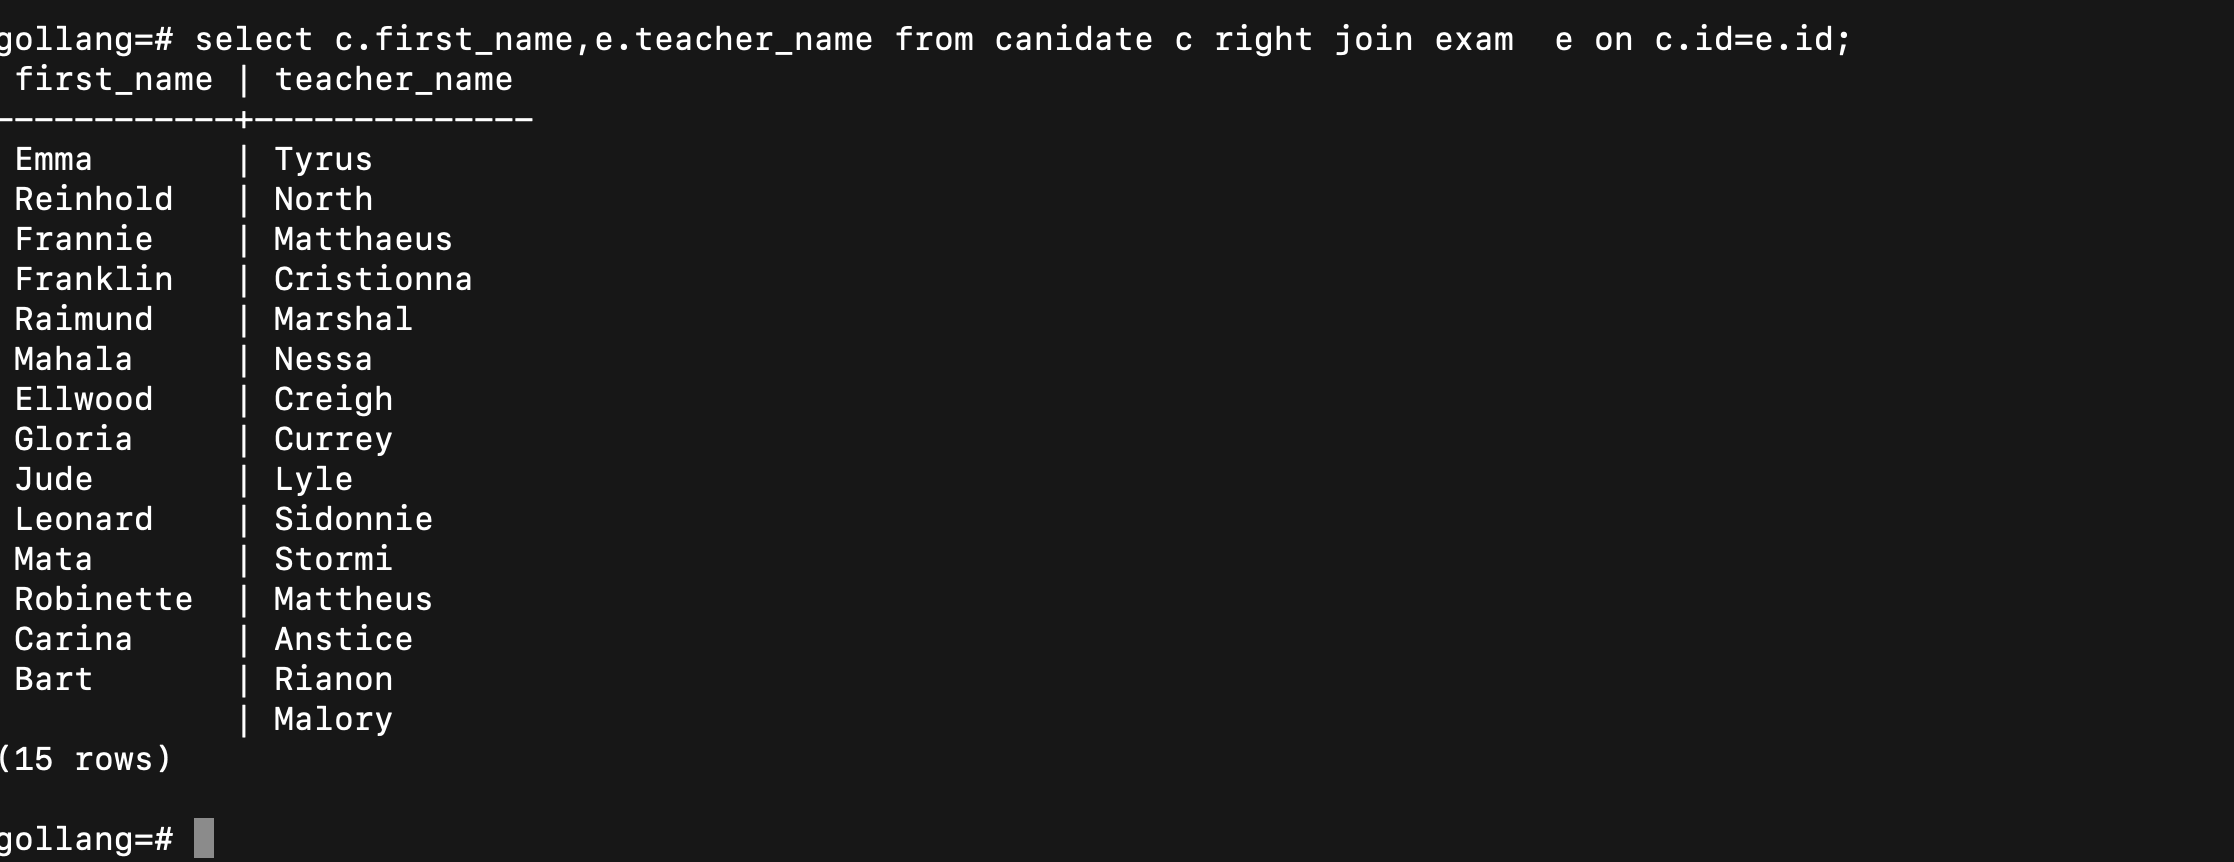 gollang=# select c.first_name,e.teacher_name from canidate c right join exam  e on c.id=e.id;
 first_name | teacher_name
------------+--------------
 Emma       | Tyrus
 Reinhold   | North
 Frannie    | Matthaeus
 Franklin   | Cristionna
 Raimund    | Marshal
 Mahala     | Nessa
 Ellwood    | Creigh
 Gloria     | Currey
 Jude       | Lyle
 Leonard    | Sidonnie
 Mata       | Stormi
 Robinette  | Mattheus
 Carina     | Anstice
 Bart       | Rianon
            | Malory
(15 rows)
gollang=#